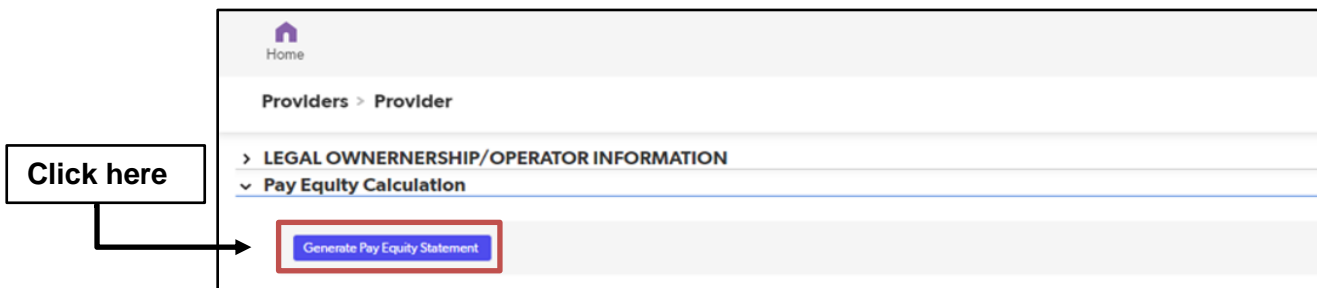 Home
Providers > Provider
> LEGAL OWNERNERSHIP/OPERATOR INFORMATION
Pay Equity Calculation
Click here
Generate Pay Equity Statement